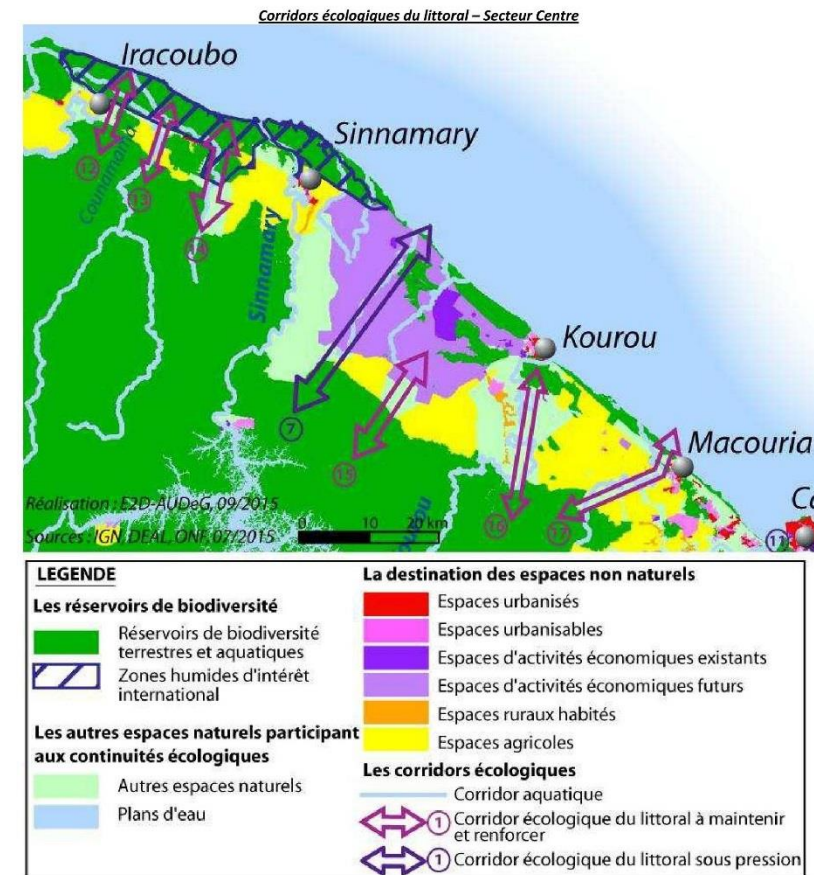 Corridors écologiques du littoral – Secteur Centre
Iracoubo
Sinnamary
Counamama
12
13
14
Sinnamary
Kourou
7
15
Macouria
16
17
11
Réalisation : E2D-AUDeG, 09/2015
Sources : IGN, DEAL, ONF, 07/2015
0 10 20 km
LEGENDE
Les réservoirs de biodiversité
Réservoirs de biodiversité
terrestres et aquatiques
Zones humides d'intérêt
international
Les autres espaces naturels participant
aux continuités écologiques
Autres espaces naturels
Plans d'eau
La destination des espaces non naturels
Espaces urbanisés
Espaces urbanisables
Espaces d'activités économiques existants
Espaces d'activités économiques futurs
Espaces ruraux habités
Espaces agricoles
Les corridors écologiques
Corridor aquatique
1 Corridor écologique du littoral à maintenir
et renforcer
1 Corridor écologique du littoral sous pression